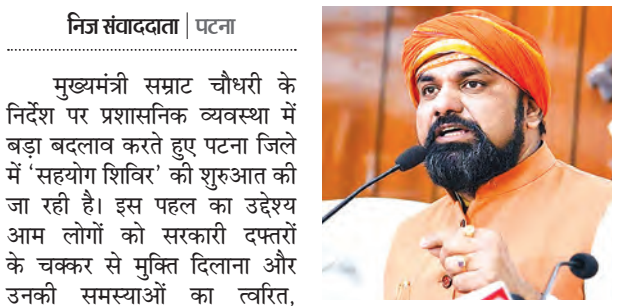 निज संवाददाता | पटना
मुख्यमंत्री सम्राट चौधरी के
निर्देश पर प्रशासनिक व्यवस्था में
बड़ा बदलाव करते हुए पटना जिले
में ‘सहयोग शिविर’ की शुरुआत की
जा रही है। इस पहल का उद्देश्य
आम लोगों को सरकारी दफ्तरों
के चक्कर से मुक्ति दिलाना और
उनकी समस्याओं का त्वरित,